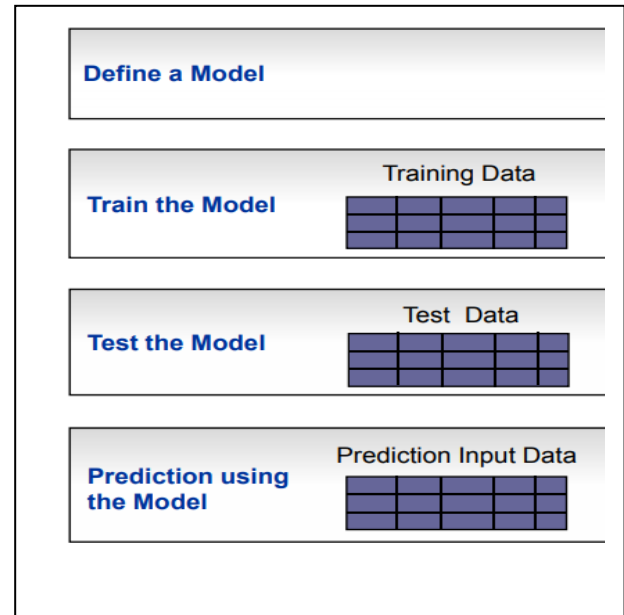 Define a Model
Training Data
Train the Model
Test  Data
Test the Model
Prediction Input Data
Prediction using
the Model